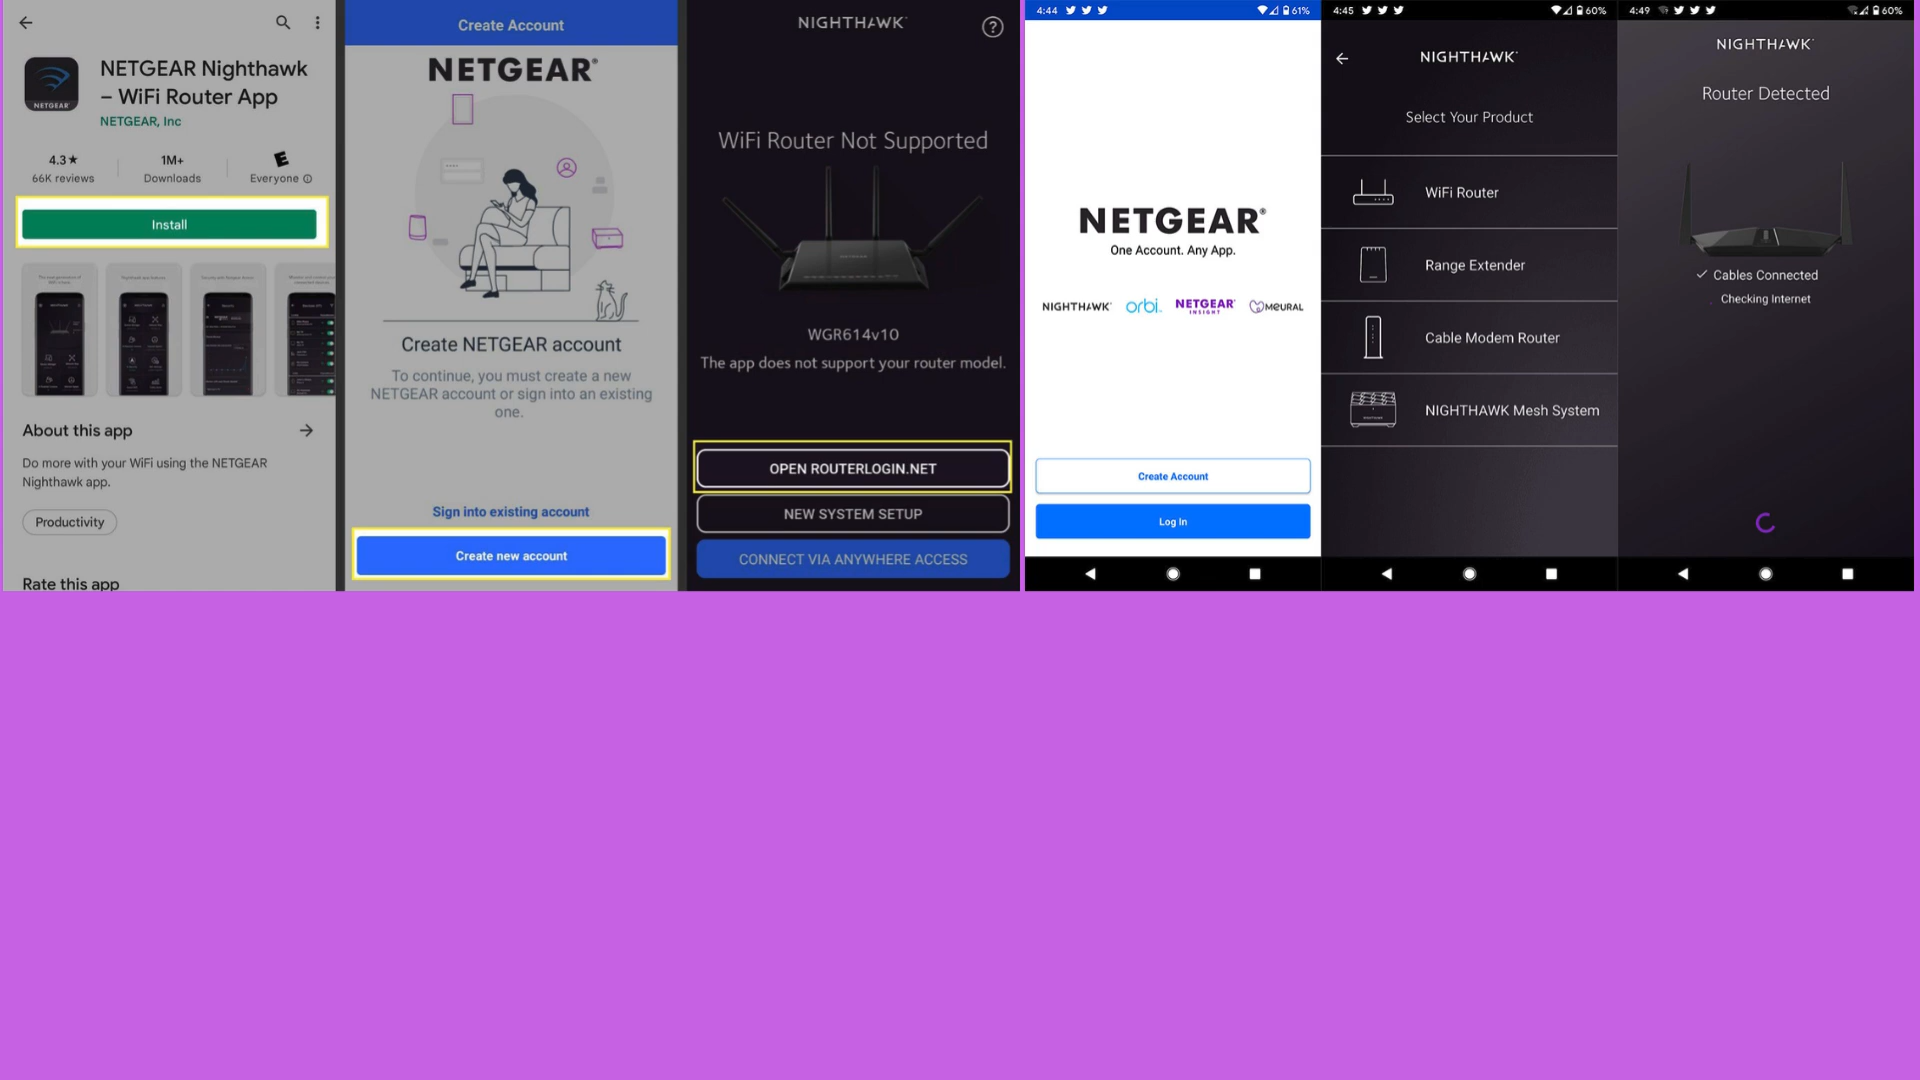 NETGEAR Nighthawk
– WiFi Router App
NETGEAR, Inc
NETGEAR
4.3★
66K reviews
1M+
Downloads
E
Everyone
Install
About this app
Do more with your WiFi using the NETGEAR
Nighthawk app.
Productivity
Rate this app
Create Account
NETGEAR®
Create NETGEAR account
To continue, you must create a new
NETGEAR account or sign into an existing
one.
Sign into existing account
Create new account
NIGHTHAWK
?
WiFi Router Not Supported
NETGEAR
WGR614v10
The app does not support your router model.
OPEN ROUTERLOGIN.NET
NEW SYSTEM SETUP
CONNECT VIA ANYWHERE ACCESS
4:44
61%
NETGEAR®
One Account. Any App.
NIGHTHAWK
orbi
NETGEAR
INSIGHT
MEURAL
Create Account
Log In
4:45
60%
NIGHTHAWK
Select Your Product
WiFi Router
Range Extender
Cable Modem Router
NIGHTHAWK Mesh System
4:49
60%
NIGHTHAWK
Router Detected
Cables Connected
Checking Internet